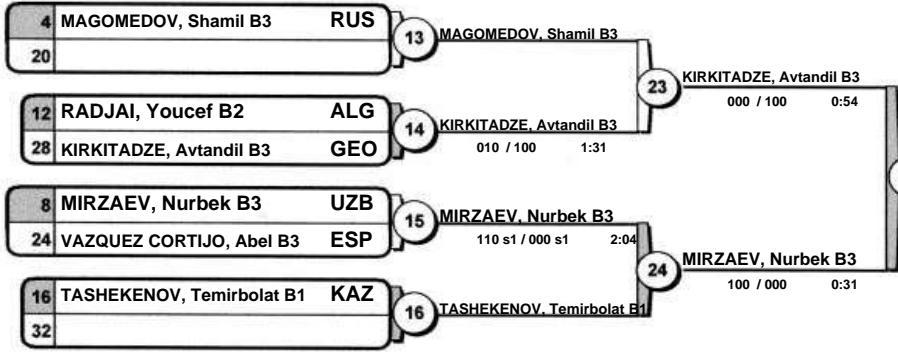 4 MAGOMEDOV, Shamil B3 RUS
20
13
MAGOMEDOV, Shamil B3
12 RADJAI, Youcef B2 ALG
28 KIRKITADZE, Avtandil B3 GEO
14
KIRKITADZE, Avtandil B3
010 / 100 1:31
23
KIRKITADZE, Avtandil B3
000 / 100 0:54
8 MIRZAEV, Nurbek B3 UZB
24 VAZQUEZ CORTIJO, Abel B3 ESP
15
MIRZAEV, Nurbek B3
110 s1 / 000 s1 2:04
16 TASHEKENOV, Temirbolat B1 KAZ
32
16
TASHEKENOV, Temirbolat B1
24
MIRZAEV, Nurbek B3
100 / 000 0:31